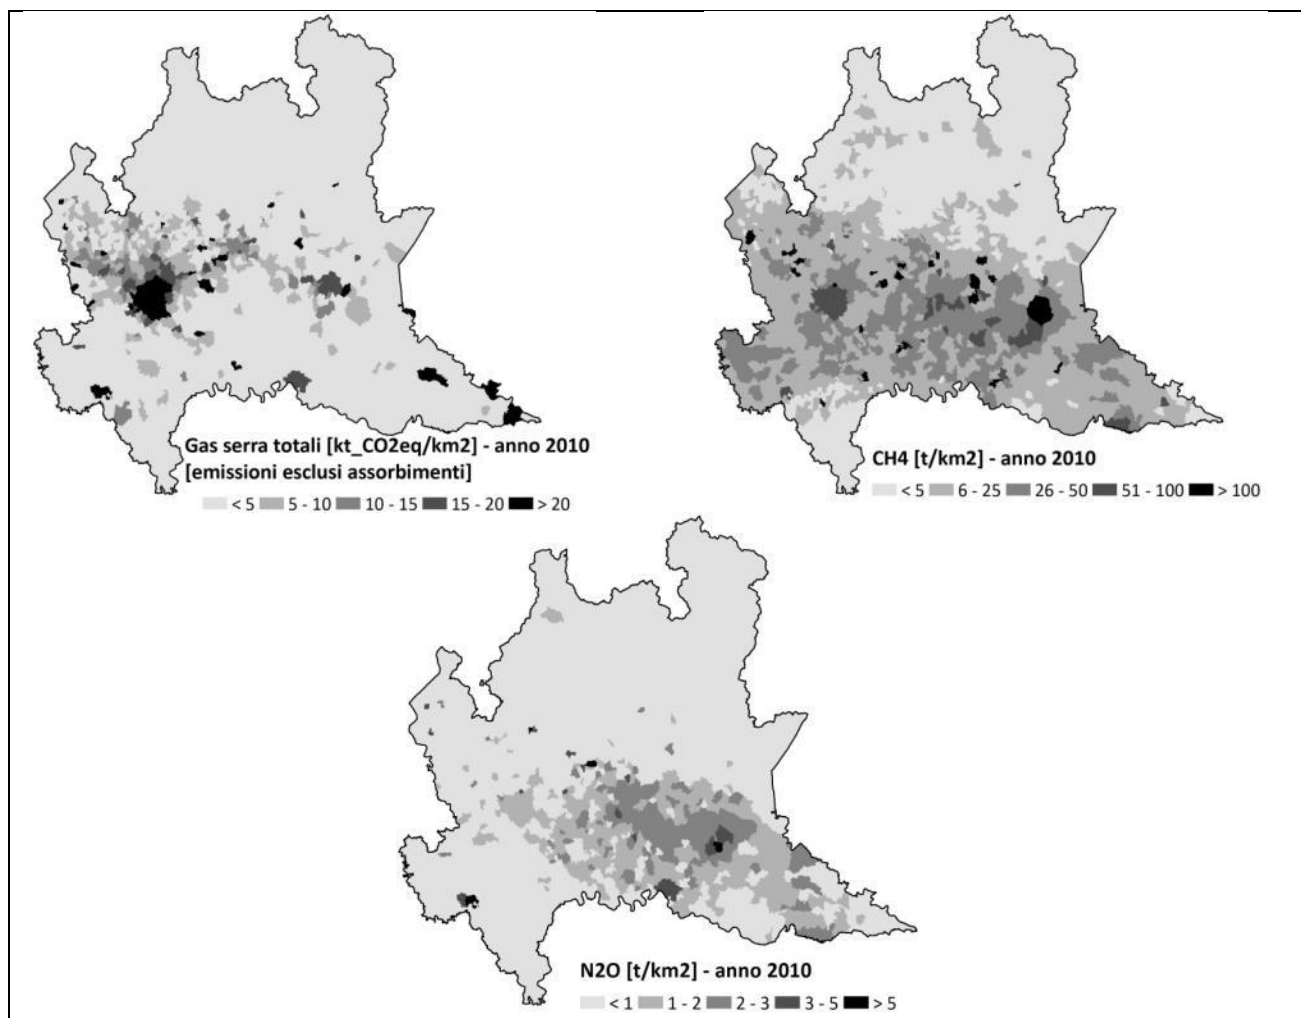 Gas serra totali [kt_CO2eq/km2] - anno 2010
[emissioni esclusi assorbimenti]
< 5 5 - 10 10 - 15 15 - 20 > 20
CH4 [t/km2] - anno 2010
< 5 6 - 25 26 - 50 51 - 100 > 100
N2O [t/km2] - anno 2010
< 1 1 - 2 2 - 3 3 - 5 > 5